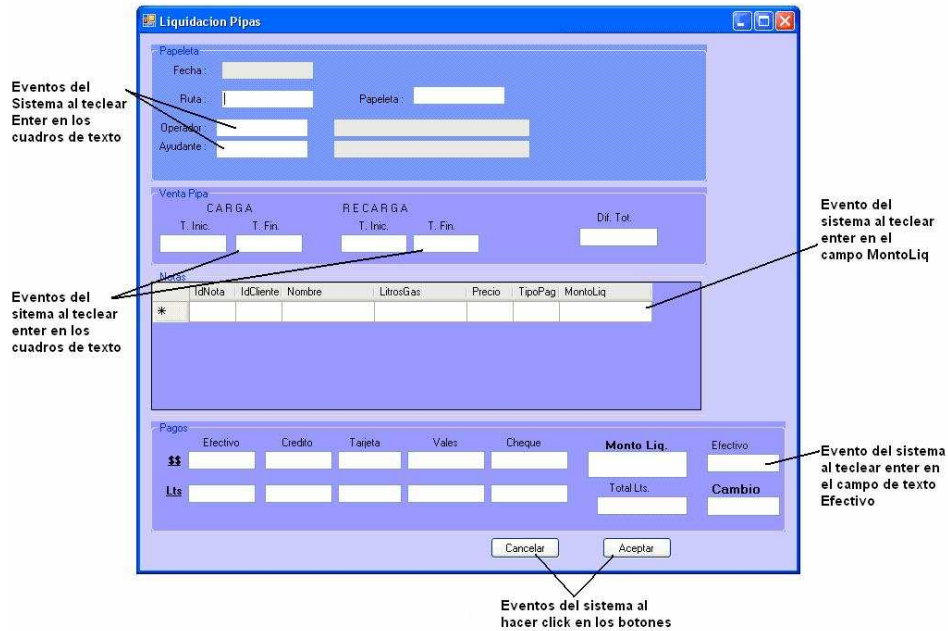 Liquidacion Pipas
Papeleta
Fecha :
Eventos del
Sistema al teclear
Enter en los
cuadros de texto
Ruta :
Papeleta :
Operador :
Ayudante :
Venta Pipa
CARGA
RECARGA
T. Inic.
T. Fin.
T. Inic.
T. Fin.
Dif. Tot.
Evento del
sistema al teclear
enter en el
campo MontoLiq
Notas
IdNota IdCliente Nombre LitrosGas Precio TipoPag MontoLiq
*
Eventos del
sitema al teclear
enter en los
cuadros de texto
Pagos
Efectivo Credito Tarjeta Vales Cheque Monto Liq. Efectivo
$$
Lts
Total Lts.
Cambio
Evento del sistema
al teclear enter en
el campo de texto
Efectivo
Cancelar
Aceptar
Eventos del sistema al
hacer click en los botones